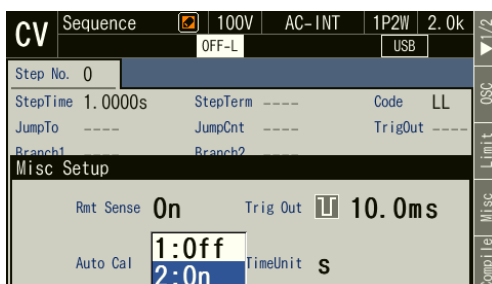 CV Sequence 100V AC-INT 1P2W 2.0k
OFF-L USB
Step No. 0
StepTime 1.0000s StepTerm ---- Code LL
JumpTo ---- JumpCnt ---- TrigOut ----
Branch1 Branch2
Misc Setup
Rmt Sense On Trig Out 10.0ms
1:Off
Auto Cal TimeUnit s
2:On
▼1/2
OSC
Limit
Misc
Compile